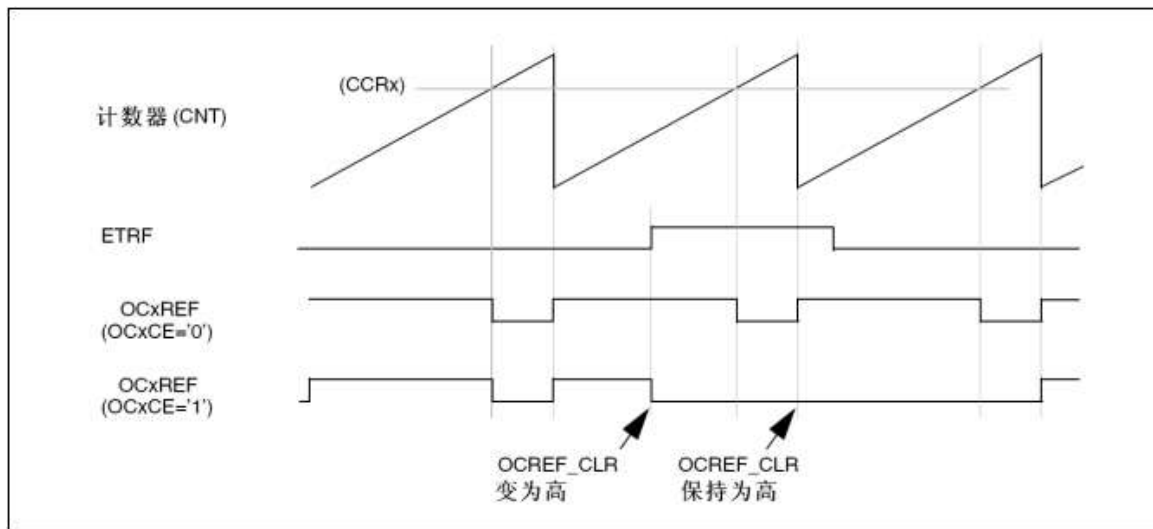 (CCRx)
计数器 (CNT)
ETRF
OCxREF
(OCxCE='0')
OCxREF
(OCxCE='1')
OCREF_CLR
变为高
OCREF_CLR
保持为高